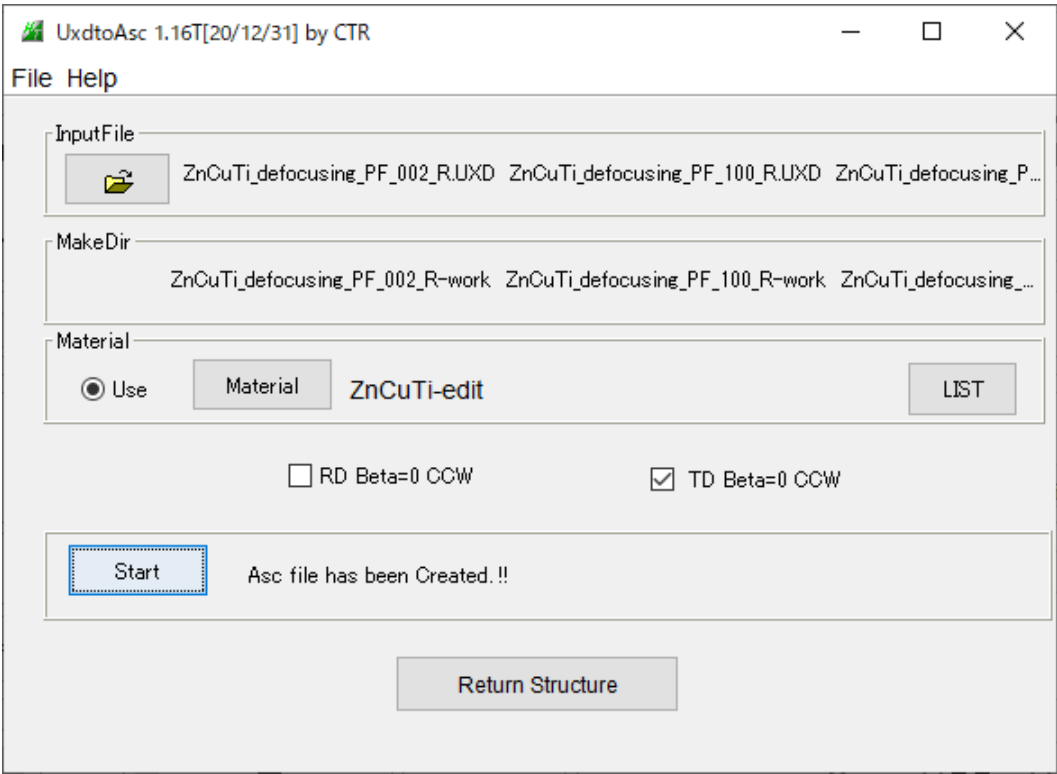 UxdtoAsc 1.16T[20/12/31] by CTR
File Help
InputFile
ZnCuTi_defocusing_PF_002_R.UXD ZnCuTi_defocusing_PF_100_R.UXD ZnCuTi_defocusing_P...
MakeDir
ZnCuTi_defocusing_PF_002_R-work ZnCuTi_defocusing_PF_100_R-work ZnCuTi_defocusing_...
Material
Use Material ZnCuTi-edit LIST
RD Beta=0 CCW TD Beta=0 CCW
Start Asc file has been Created.!!
Return Structure